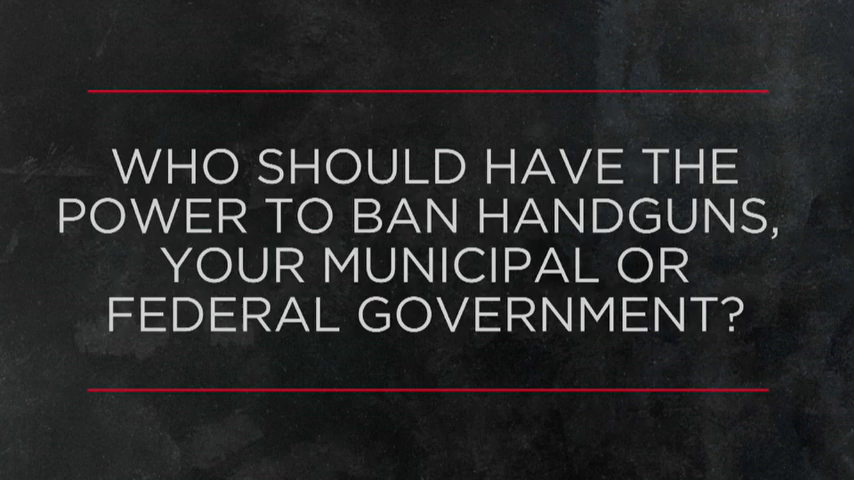 WHO SHOULD HAVE THE
POWER TO BAN HANDGUNS,
YOUR MUNICIPAL OR
FEDERAL GOVERNMENT?